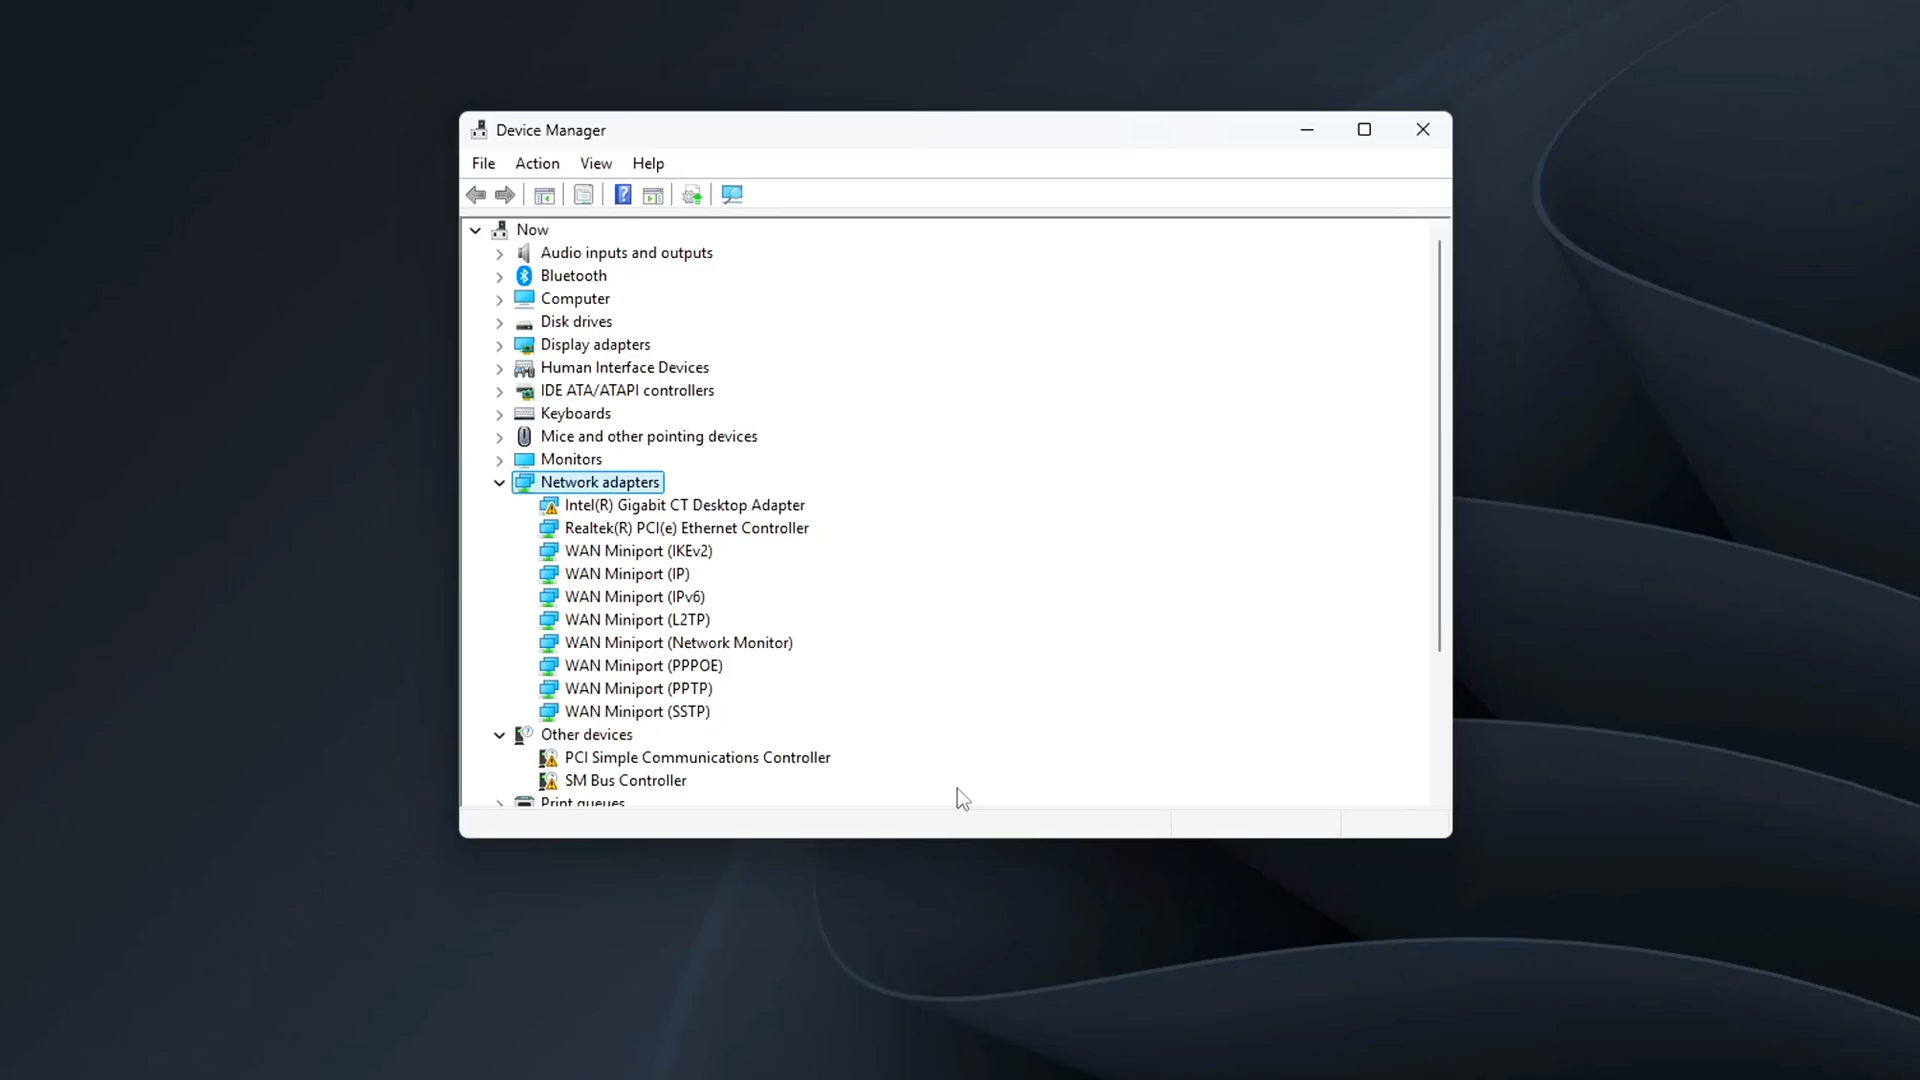 Device Manager
File Action View Help
Now
Audio inputs and outputs
Bluetooth
Computer
Disk drives
Display adapters
Human Interface Devices
IDE ATA/ATAPI controllers
Keyboards
Mice and other pointing devices
Monitors
Network adapters
Intel(R) Gigabit CT Desktop Adapter
Realtek(R) PCI(e) Ethernet Controller
WAN Miniport (IKEv2)
WAN Miniport (IP)
WAN Miniport (IPv6)
WAN Miniport (L2TP)
WAN Miniport (Network Monitor)
WAN Miniport (PPPOE)
WAN Miniport (PPTP)
WAN Miniport (SSTP)
Other devices
PCI Simple Communications Controller
SM Bus Controller
Print queues